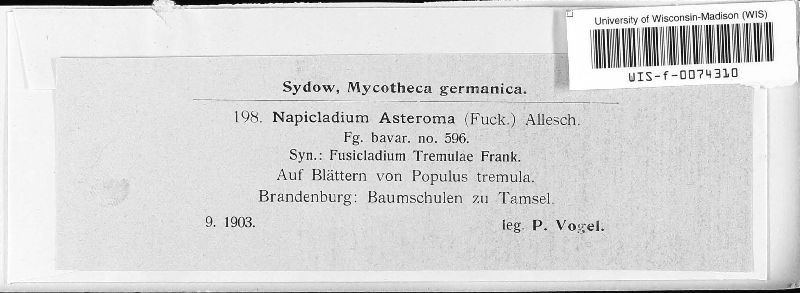 University of Wisconsin-Madison (WIS)
WIS-f-0074310
Sydow, Mycotheca germanica.
198. Napicladium Asteroma (Fuck.) Allesch.
Fg. bavar. no. 596.
Syn.: Fusicladium Tremulae Frank.
Auf Blättern von Populus tremula.
Brandenburg: Baumschulen zu Tamsel.
9. 1903. leg. P. Vogel.